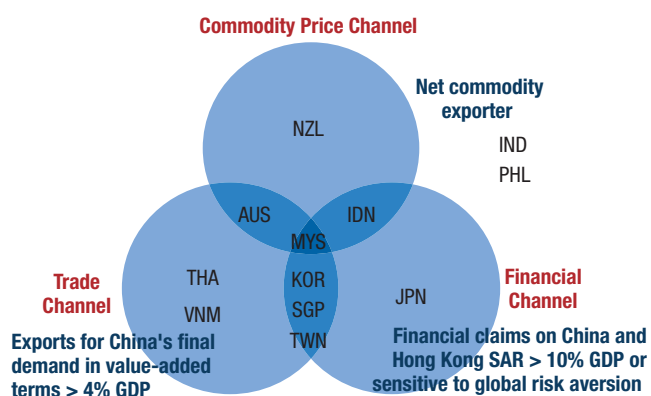 Commodity Price Channel
Net commodity
exporter
NZL
IND
PHL
AUS
IDN
MYS
Trade
Channel
THA
VNM
KOR
SGP
TWN
JPN
Financial
Channel
Exports for China's final
demand in value-added
terms > 4% GDP
Financial claims on China and
Hong Kong SAR > 10% GDP or
sensitive to global risk aversion